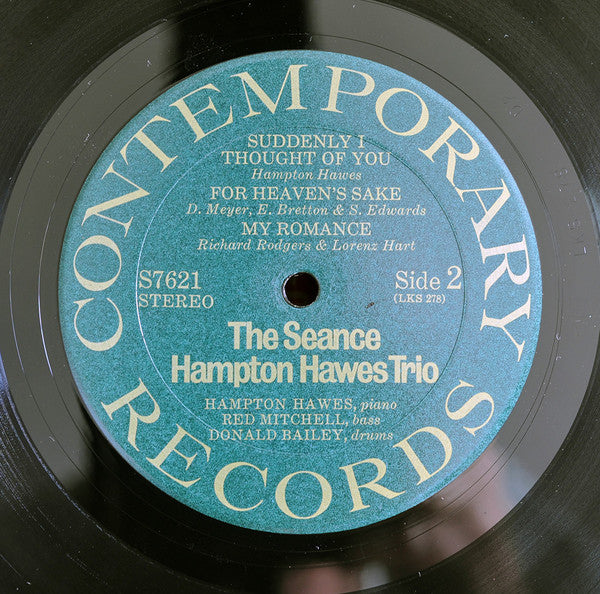 CONTEMPORARY
SUDDENLY I
THOUGHT OF YOU
Hampton Hawes
FOR HEAVEN'S SAKE
D. Meyer, E. Bretton & S. Edwards
MY ROMANCE
Richard Rodgers & Lorenz Hart
S7621
STEREO
Side 2
(LKS 278)
The Seance
Hampton Hawes Trio
HAMPTON HAWES, piano
RED MITCHELL, bass
DONALD BAILEY, drums
RECORDS